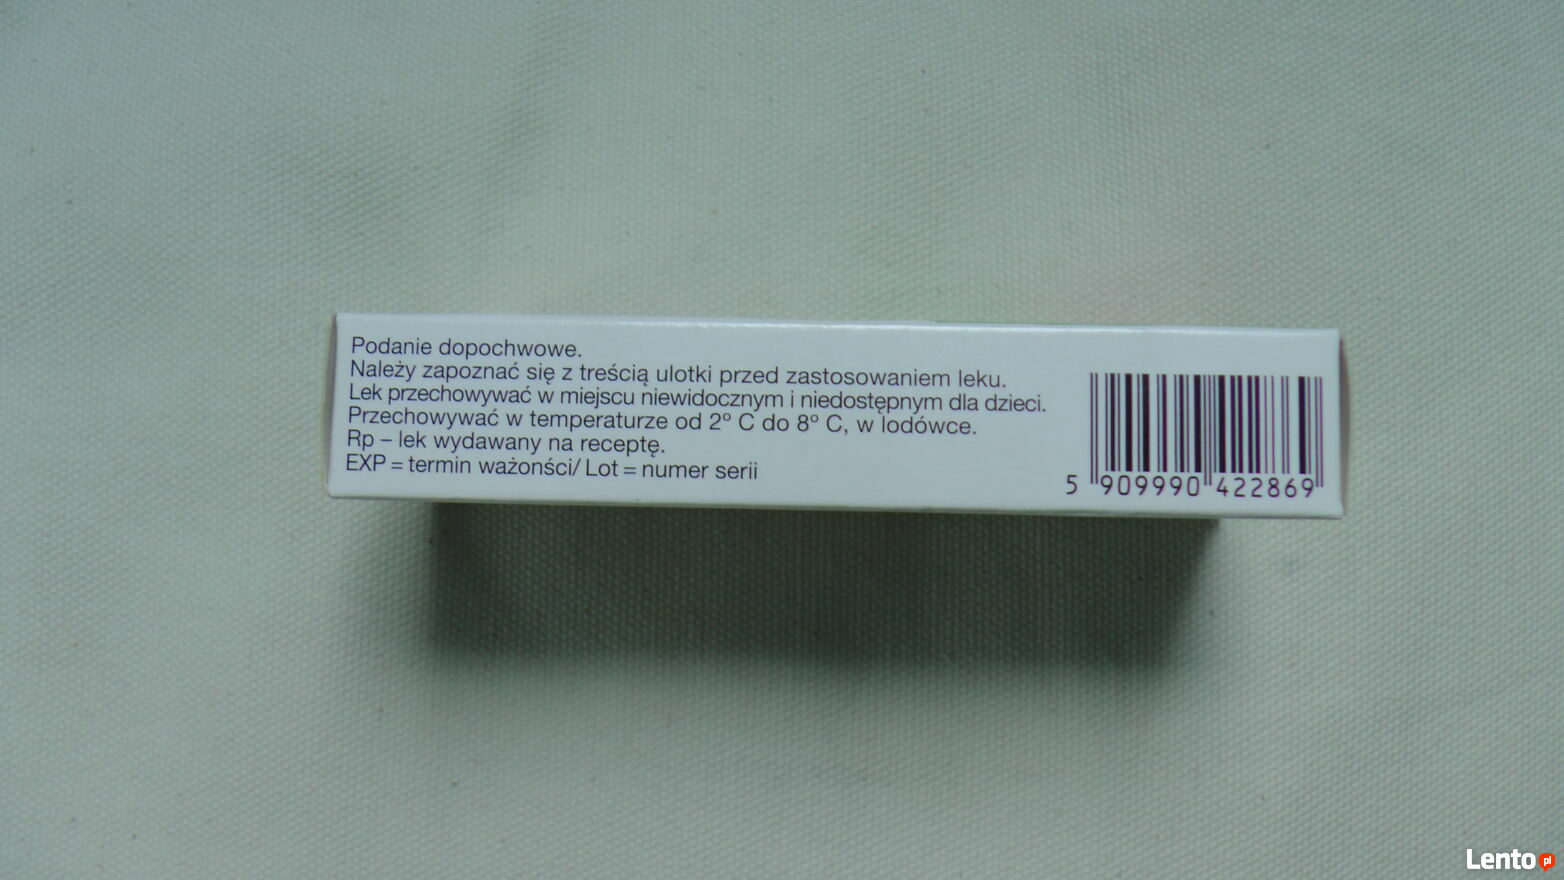 Podanie dopochwowe.
Należy zapoznać się z treścią ulotki przed zastosowaniem leku.
Lek przechowywać w miejscu niewidocznym i niedostępnym dla dzieci.
Przechowywać w temperaturze od 2º C do 8º C, w lodówce.
Rp – lek wydawany na receptę.
EXP = termin ważonści/ Lot = numer serii
5 909990 422869
Lento.pl